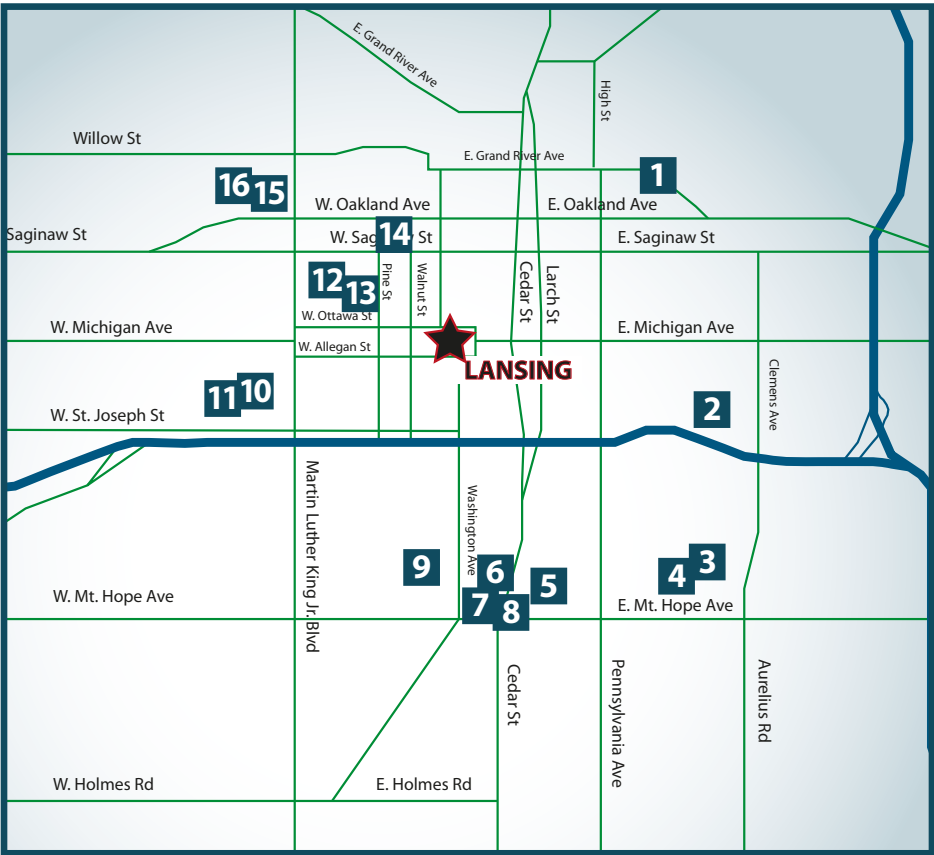 E. Grand River Ave
High St
Willow St
E. Grand River Ave
1
16
15
W. Oakland Ave
E. Oakland Ave
Saginaw St
W. Sag
14
St
E. Saginaw St
12
13
Pine St
Walnut St
Cedar St
Larch St
W. Ottawa St
W. Michigan Ave
E. Michigan Ave
W. Allegan St
LANSING
Clemens Ave
11
10
2
W. St. Joseph St
Martin Luther King Jr. Blvd
Washington Ave
9
6
5
3
4
W. Mt. Hope Ave
7
8
E. Mt. Hope Ave
Cedar St
Pennsylvania Ave
Aurelius Rd
W. Holmes Rd
E. Holmes Rd